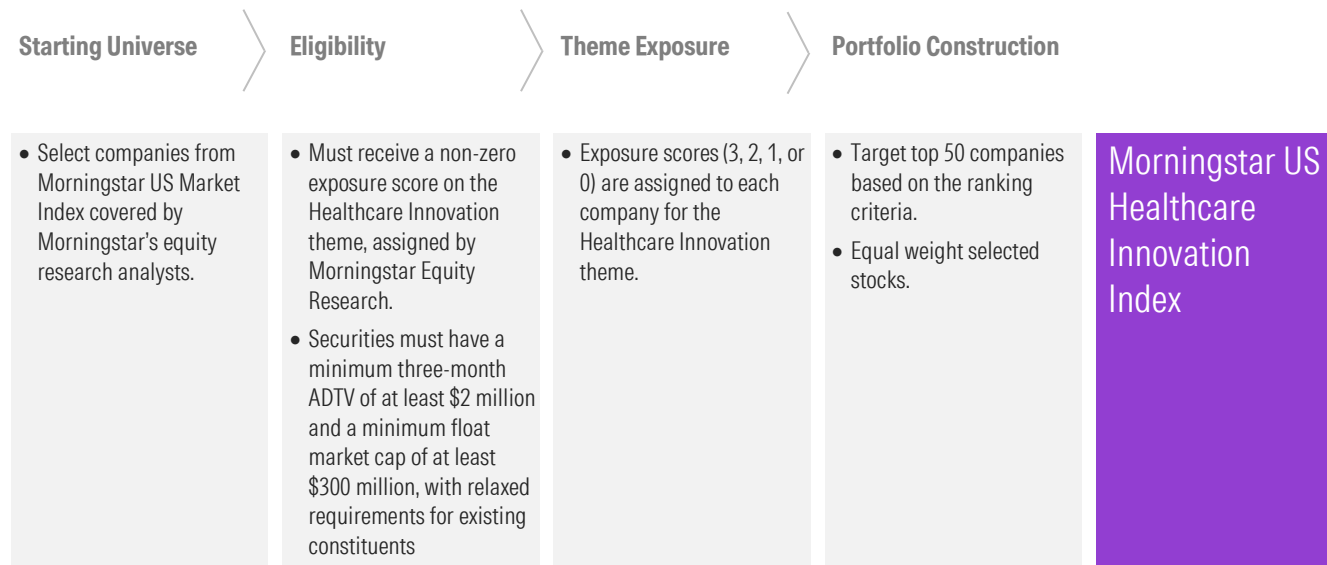 Starting Universe
Eligibility
Theme Exposure
Portfolio Construction
• Select companies from
Morningstar US Market
Index covered by
Morningstar’s equity
research analysts.
• Must receive a non-zero
exposure score on the
Healthcare Innovation
theme, assigned by
Morningstar Equity
Research.
• Securities must have a
minimum three-month
ADTV of at least $2 million
and a minimum float
market cap of at least
$300 million, with relaxed
requirements for existing
constituents
• Exposure scores (3, 2, 1, or
0) are assigned to each
company for the
Healthcare Innovation
theme.
• Target top 50 companies
based on the ranking
criteria.
• Equal weight selected
stocks.
Morningstar US
Healthcare
Innovation
Index